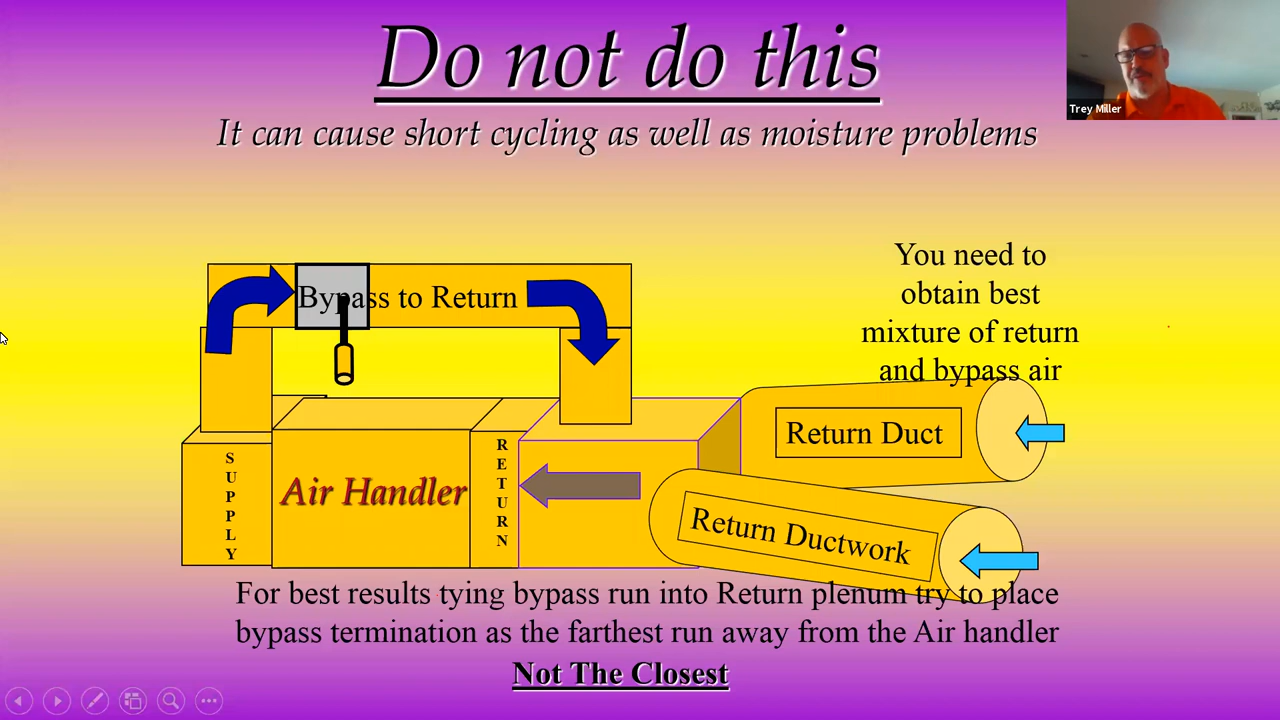 Do not do this
It can cause short cycling as well as moisture problems
Trey Miller
You need to
obtain best
mixture of return
and bypass air
Bypass to Return
SUPPLY
Air Handler
RETURN
Return Duct
Return Ductwork
For best results tying bypass run into Return plenum try to place
bypass termination as the farthest run away from the Air handler
Not The Closest